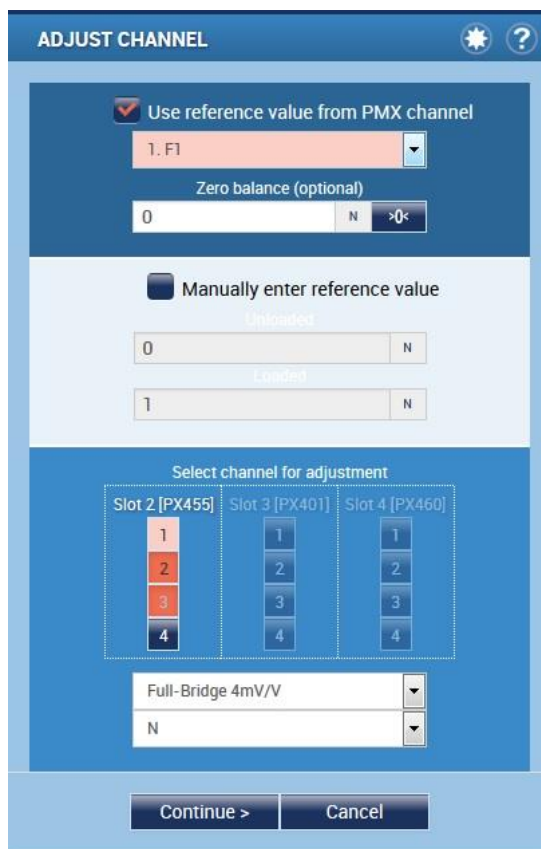 ADJUST CHANNEL ?
Use reference value from PMX channel
1. F1
Zero balance (optional)
0 N >0<
Manually enter reference value
Unloaded
0 N
Loaded
1 N
Select channel for adjustment
Slot 2 [PX455] Slot 3 [PX401] Slot 4 [PX460]
1 1 1
2 2 2
3 3 3
4 4 4
Full-Bridge 4mV/V
N
Continue > Cancel